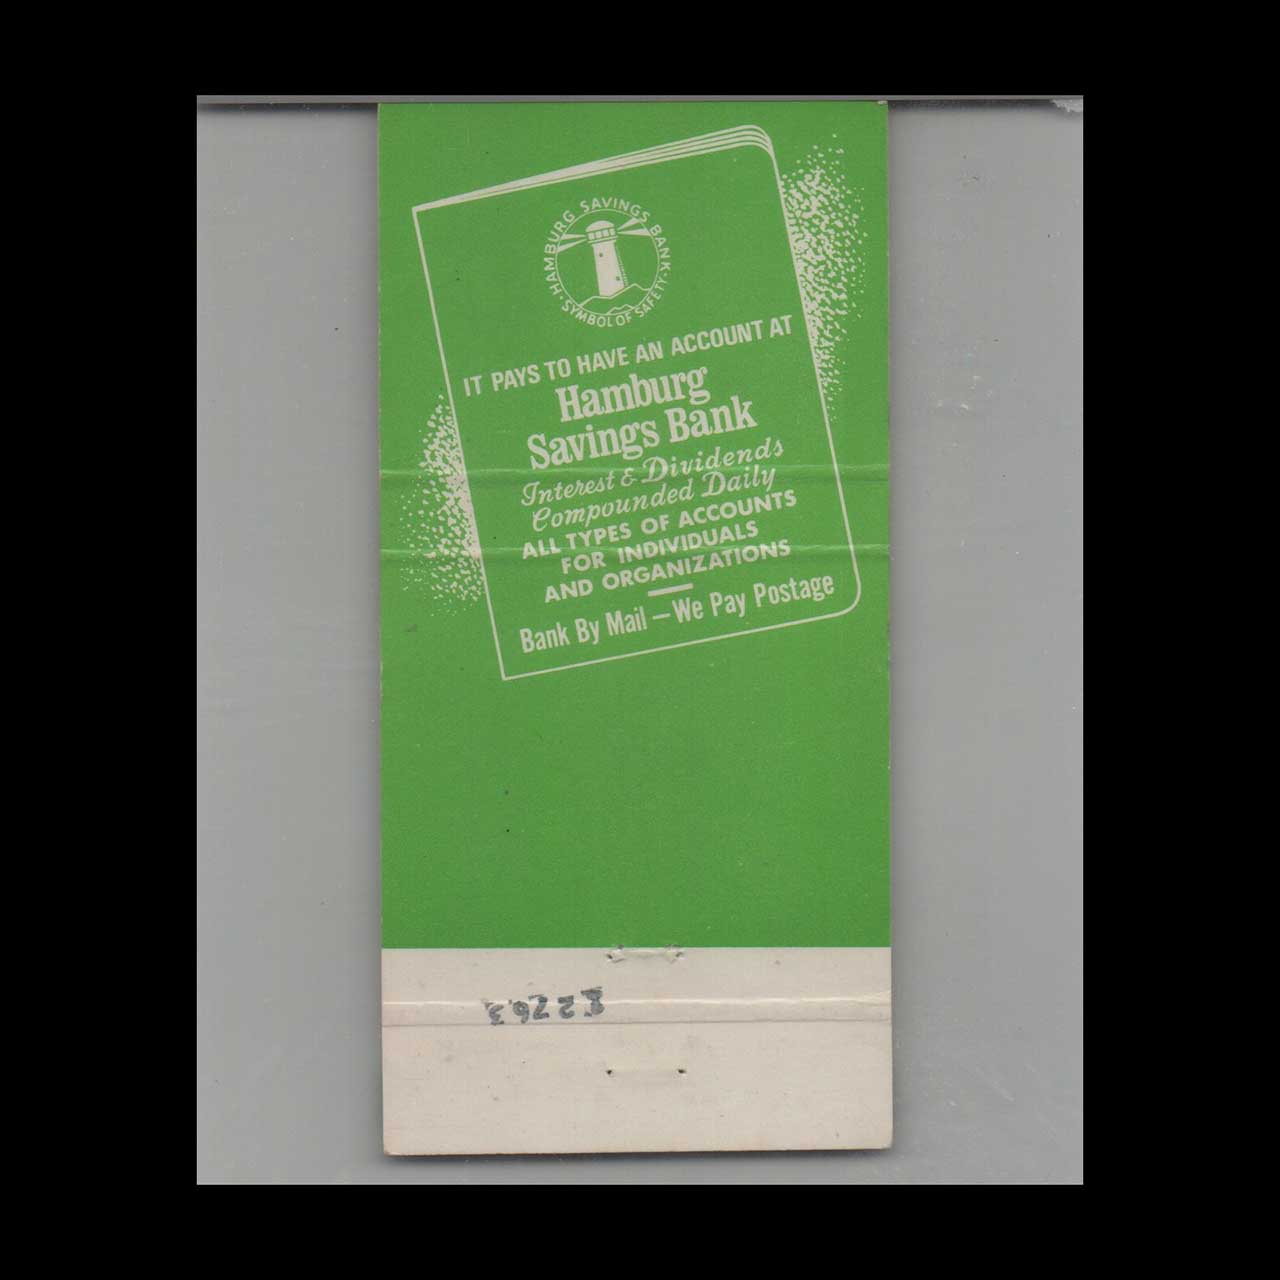 HAMBURG SAVINGS BANK
SYMBOL OF SAFETY
IT PAYS TO HAVE AN ACCOUNT AT
Hamburg
Savings Bank
Interest & Dividends
Compounded Daily
ALL TYPES OF ACCOUNTS
FOR INDIVIDUALS
AND ORGANIZATIONS
Bank By Mail — We Pay Postage